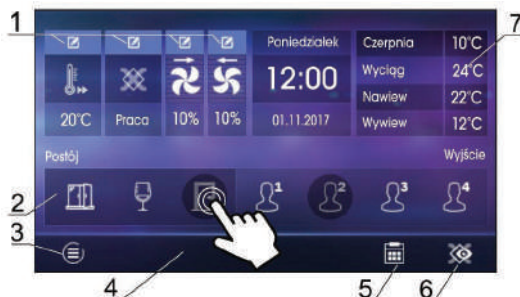 1
7
Poniedziałek
Czerpnia 10°C
12:00
Wyciąg 24°C
Nawiew 22°C
20°C Praca 10% 10%
01.11.2017
Wywiew 12°C
Postój
Wyjście
2
1 2 3 4
3
4
5
6